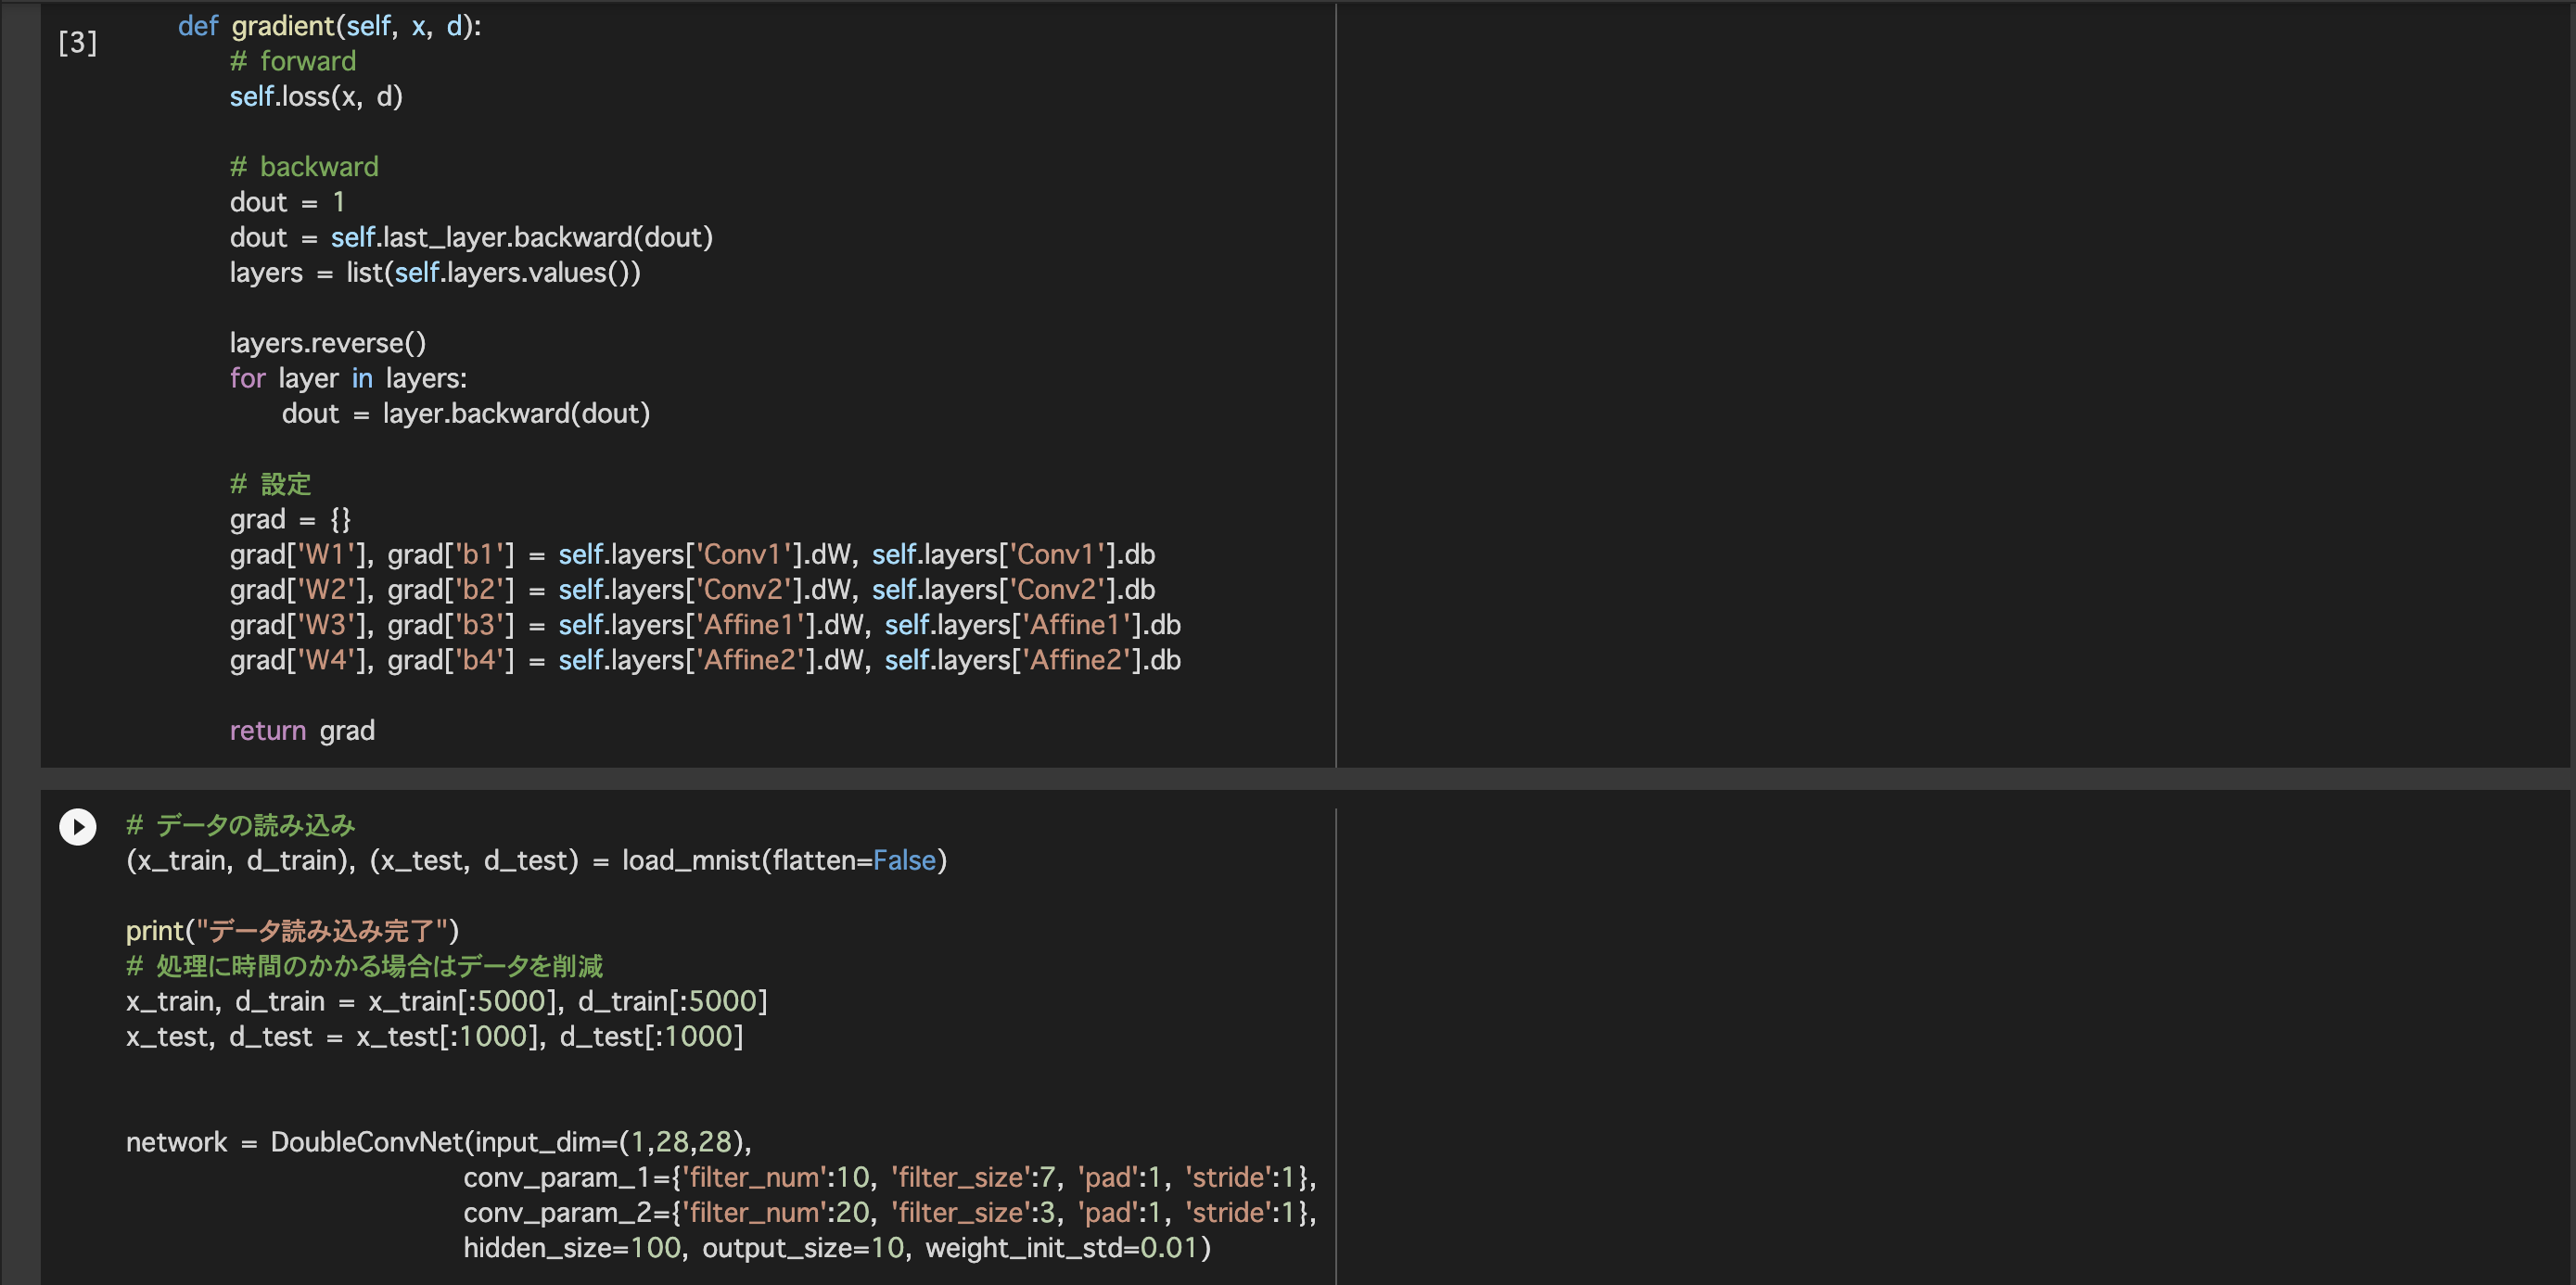 [3]
def gradient(self, x, d):
# forward
self.loss(x, d)
# backward
dout = 1
dout = self.last_layer.backward(dout)
layers = list(self.layers.values())
layers.reverse()
for layer in layers:
dout = layer.backward(dout)
# 設定
grad = {}
grad['W1'], grad['b1'] = self.layers['Conv1'].dW, self.layers['Conv1'].db
grad['W2'], grad['b2'] = self.layers['Conv2'].dW, self.layers['Conv2'].db
grad['W3'], grad['b3'] = self.layers['Affine1'].dW, self.layers['Affine1'].db
grad['W4'], grad['b4'] = self.layers['Affine2'].dW, self.layers['Affine2'].db
return grad
# データの読み込み
(x_train, d_train), (x_test, d_test) = load_mnist(flatten=False)
print("データ読み込み完了")
# 処理に時間のかかる場合はデータを削減
x_train, d_train = x_train[:5000], d_train[:5000]
x_test, d_test = x_test[:1000], d_test[:1000]
network = DoubleConvNet(input_dim=(1,28,28),
conv_param_1={'filter_num':10, 'filter_size':7, 'pad':1, 'stride':1},
conv_param_2={'filter_num':20, 'filter_size':3, 'pad':1, 'stride':1},
hidden_size=100, output_size=10, weight_init_std=0.01)